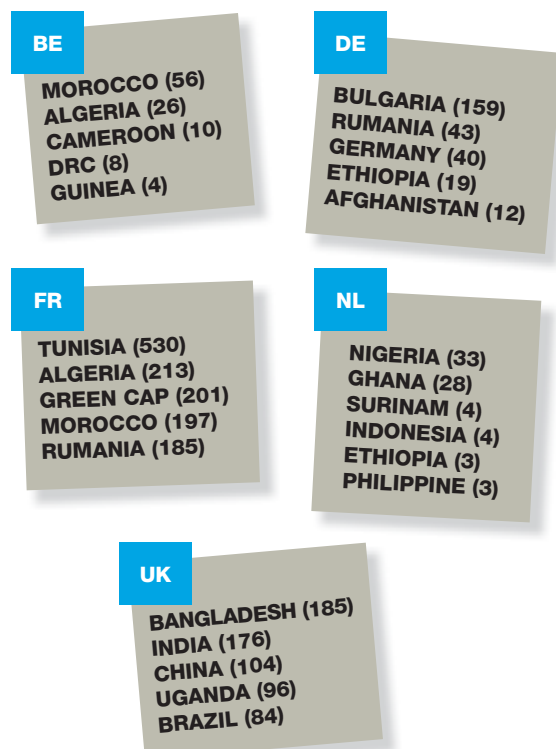 BE
MOROCCO (56)
ALGERIA (26)
CAMEROON (10)
DRC (8)
GUINEA (4)
DE
BULGARIA (159)
RUMANIA (43)
GERMANY (40)
ETHIOPIA (19)
AFGHANISTAN (12)
FR
TUNISIA (530)
ALGERIA (213)
GREEN CAP (201)
MOROCCO (197)
RUMANIA (185)
NL
NIGERIA (33)
GHANA (28)
SURINAM (4)
INDONESIA (4)
ETHIOPIA (3)
PHILIPPINE (3)
UK
BANGLADESH (185)
INDIA (176)
CHINA (104)
UGANDA (96)
BRAZIL (84)